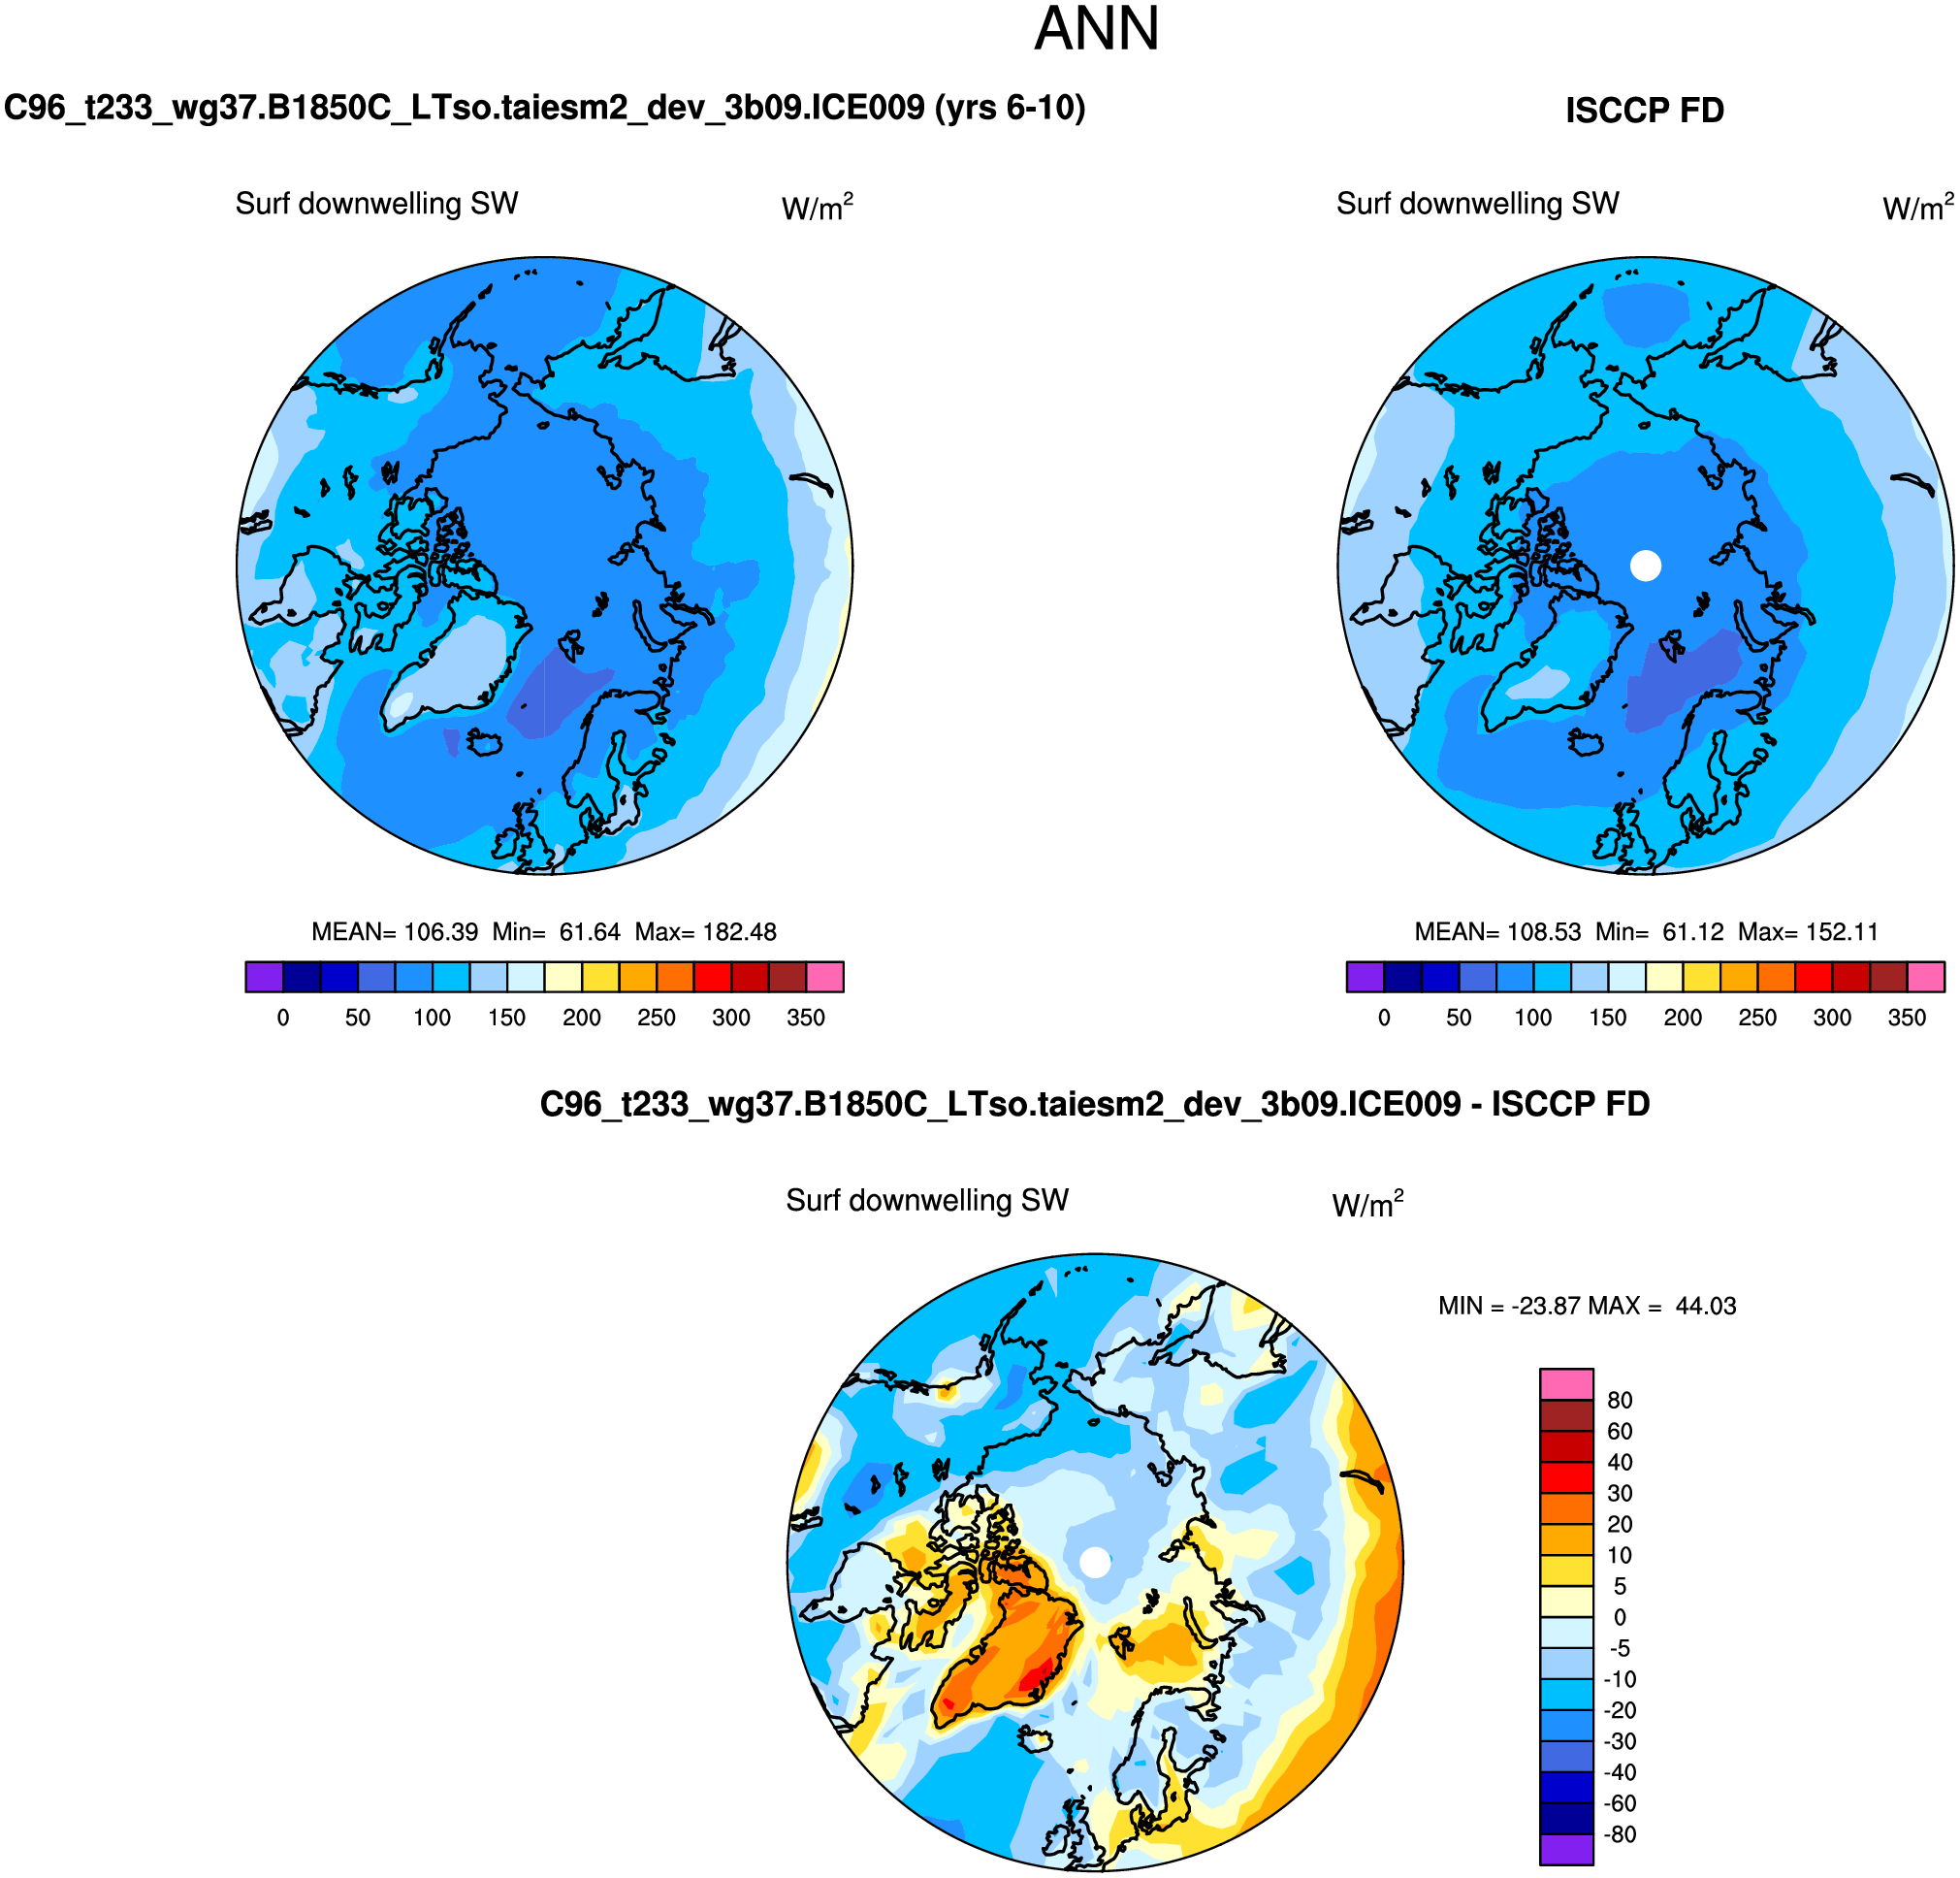 ANN
C96_t233_wg37.B1850C_LTso.taiesm2_dev_3b09.ICE009 (yrs 6-10)
ISCCP FD
Surf downwelling SW W/m²
Surf downwelling SW W/m²
MEAN= 106.39 Min= 61.64 Max= 182.48
0 50 100 150 200 250 300 350
MEAN= 108.53 Min= 61.12 Max= 152.11
0 50 100 150 200 250 300 350
C96_t233_wg37.B1850C_LTso.taiesm2_dev_3b09.ICE009 - ISCCP FD
Surf downwelling SW W/m²
MIN = -23.87 MAX = 44.03
80
60
40
30
20
10
5
0
-5
-10
-20
-30
-40
-60
-80